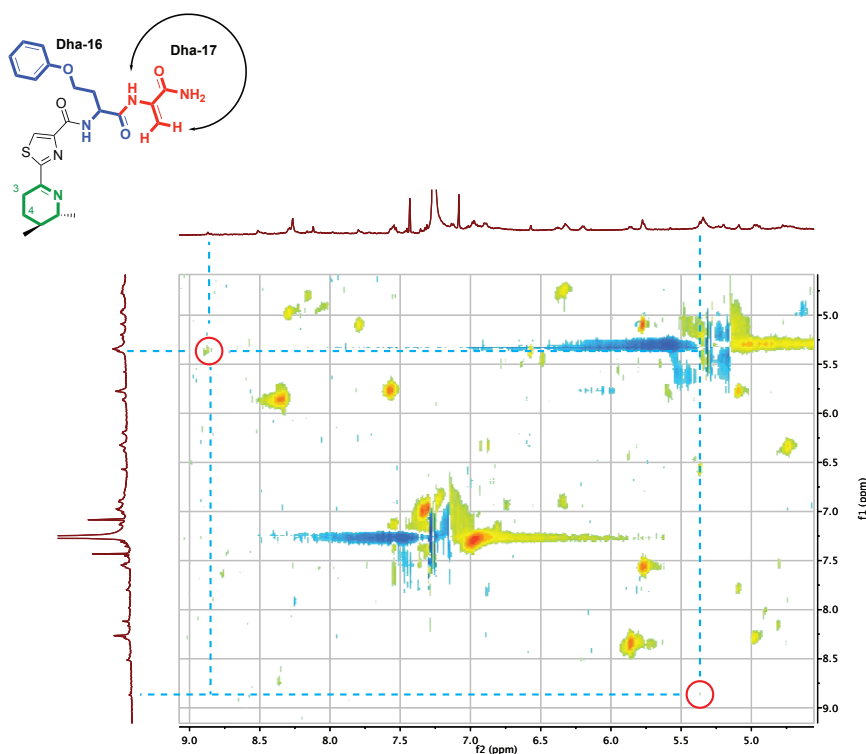 Dha-16
Dha-17
O
H
N
O
NH₂
O
N
H
O
H
H
O
S
N
3
N
4
5.0
5.5
6.0
6.5
7.0
7.5
8.0
8.5
9.0
f1 (ppm)
9.0 8.5 8.0 7.5 7.0 6.5 6.0 5.5 5.0
f2 (ppm)